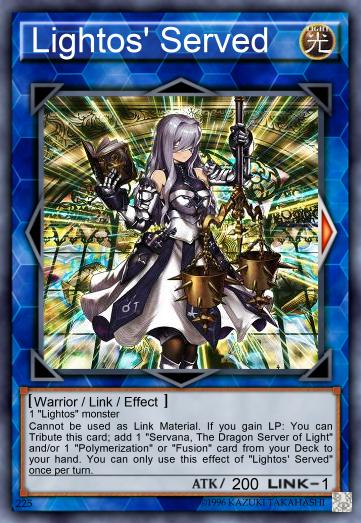 Lightos' Served
LIGHT
光
[Warrior / Link / Effect ]
1 "Lightos" monster
Cannot be used as Link Material. If you gain LP: You can
Tribute this card; add 1 "Servana, The Dragon Server of Light"
and/or 1 "Polymerization" or "Fusion" card from your Deck to
your hand. You can only use this effect of "Lightos' Served"
once per turn.
ATK/ 200 LINK-1
225 ©1996 KAZUKI TAKAHASHI